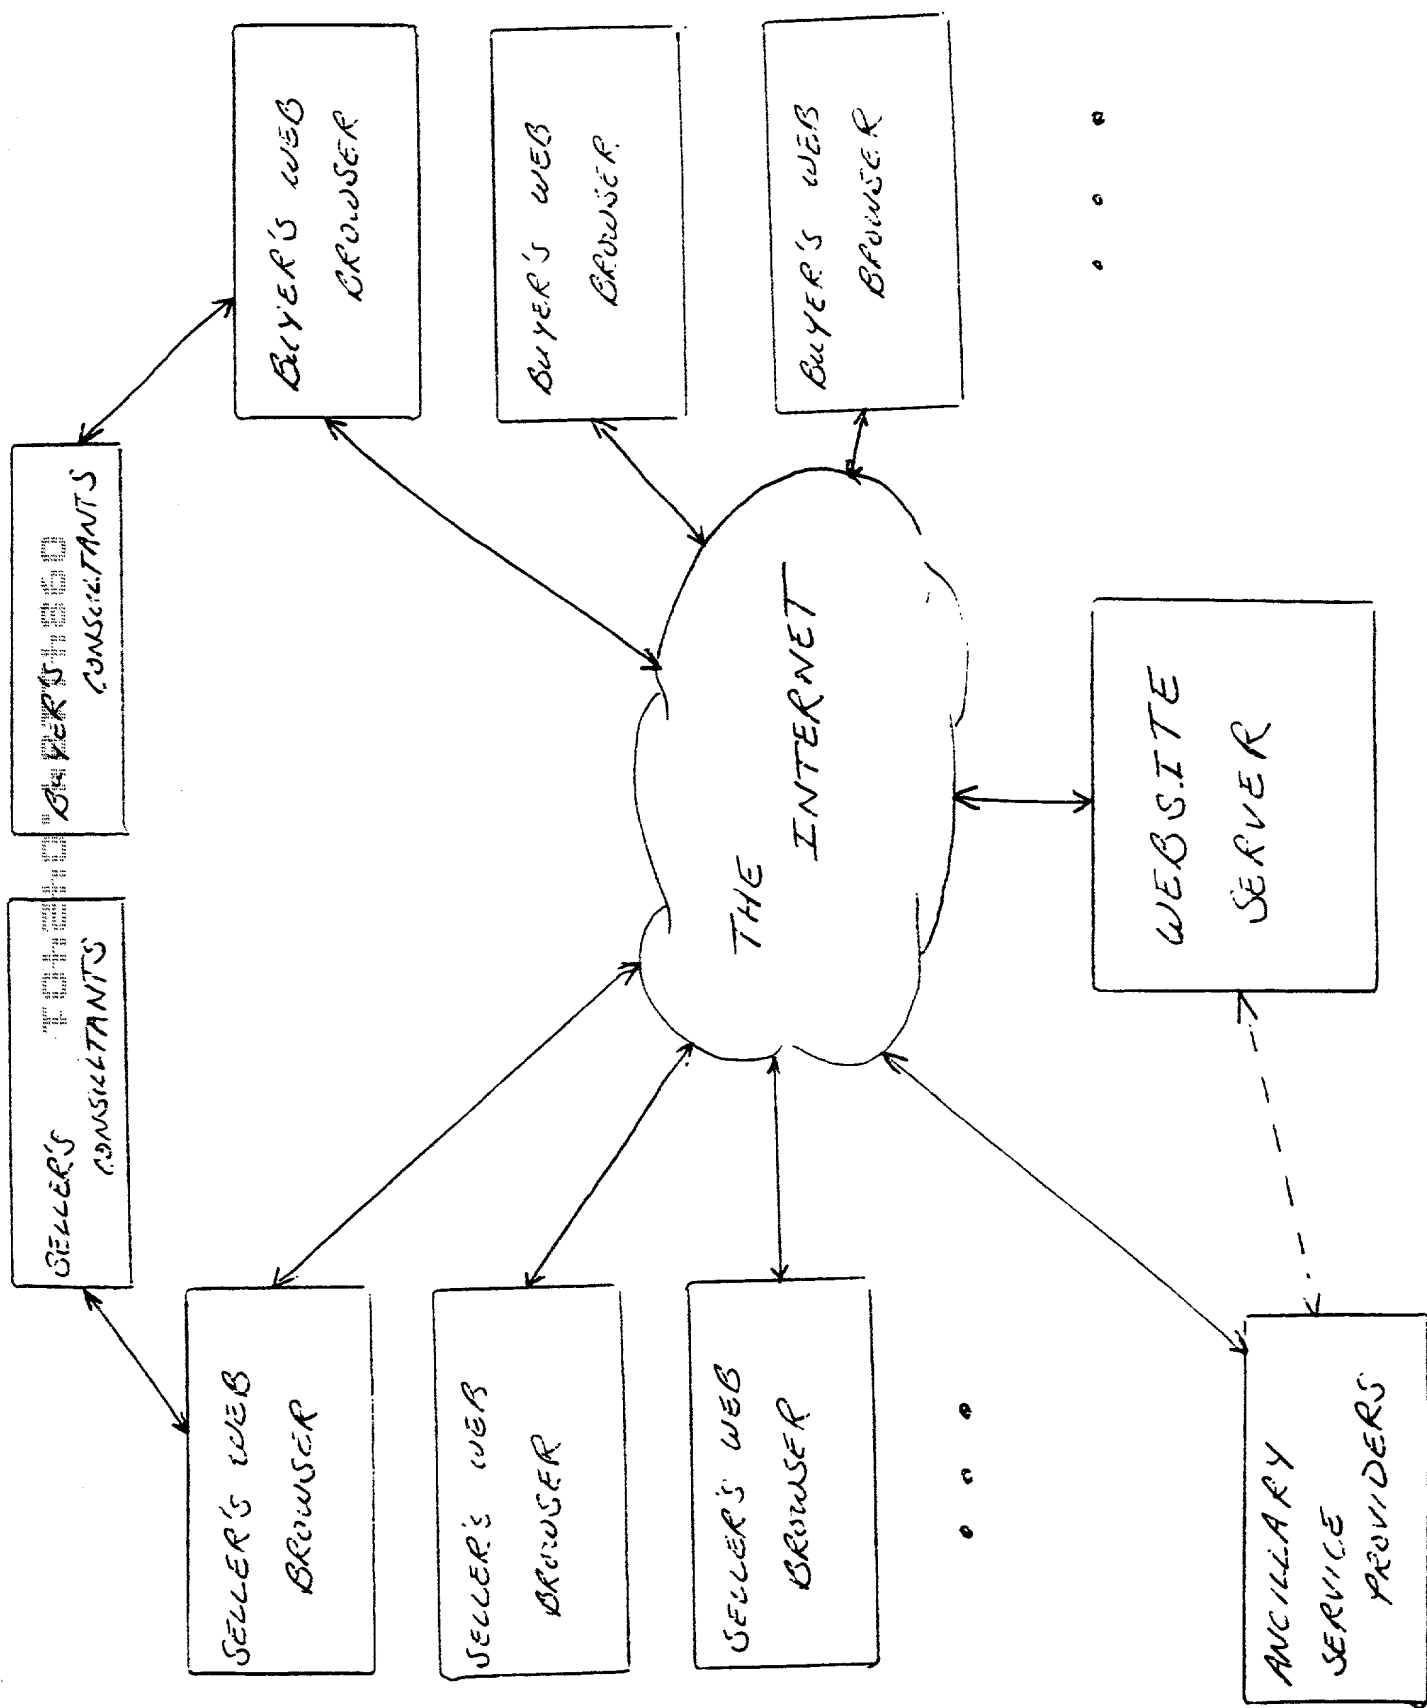 SELLER'S
CONSULTANTS
BUYER'S
CONSULTANTS
SELLER'S WEB
BROWSER
BUYER'S WEB
BROWSER
SELLER'S WEB
BROWSER
BUYER'S WEB
BROWSER
SELLER'S WEB
BROWSER
BUYER'S WEB
BROWSER
THE
INTERNET
WEBSITE
SERVER
ANCILLARY
SERVICE
PROVIDERS